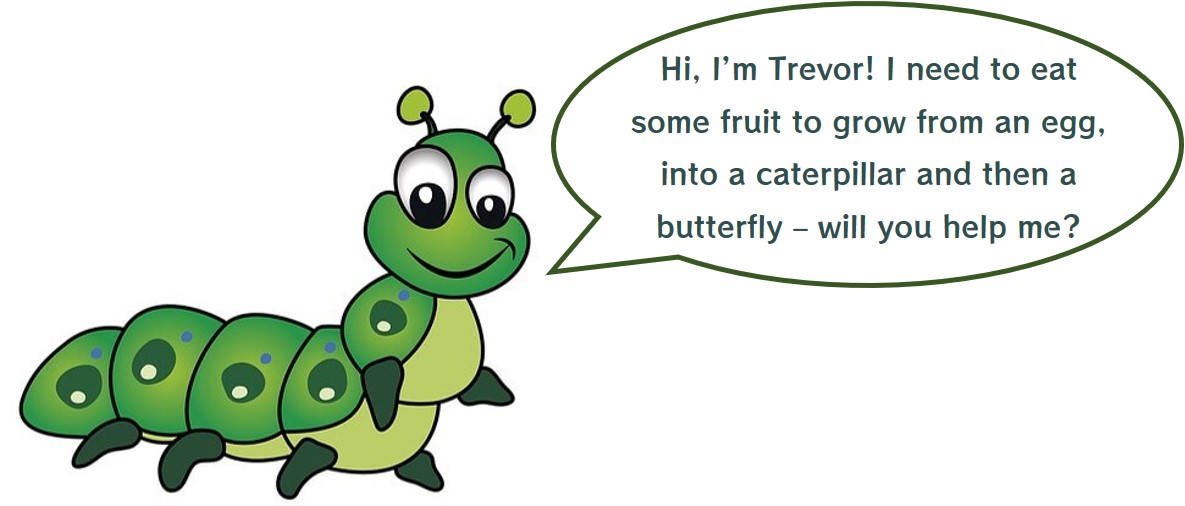 Hi, I’m Trevor! I need to eat
some fruit to grow from an egg,
into a caterpillar and then a
butterfly – will you help me?